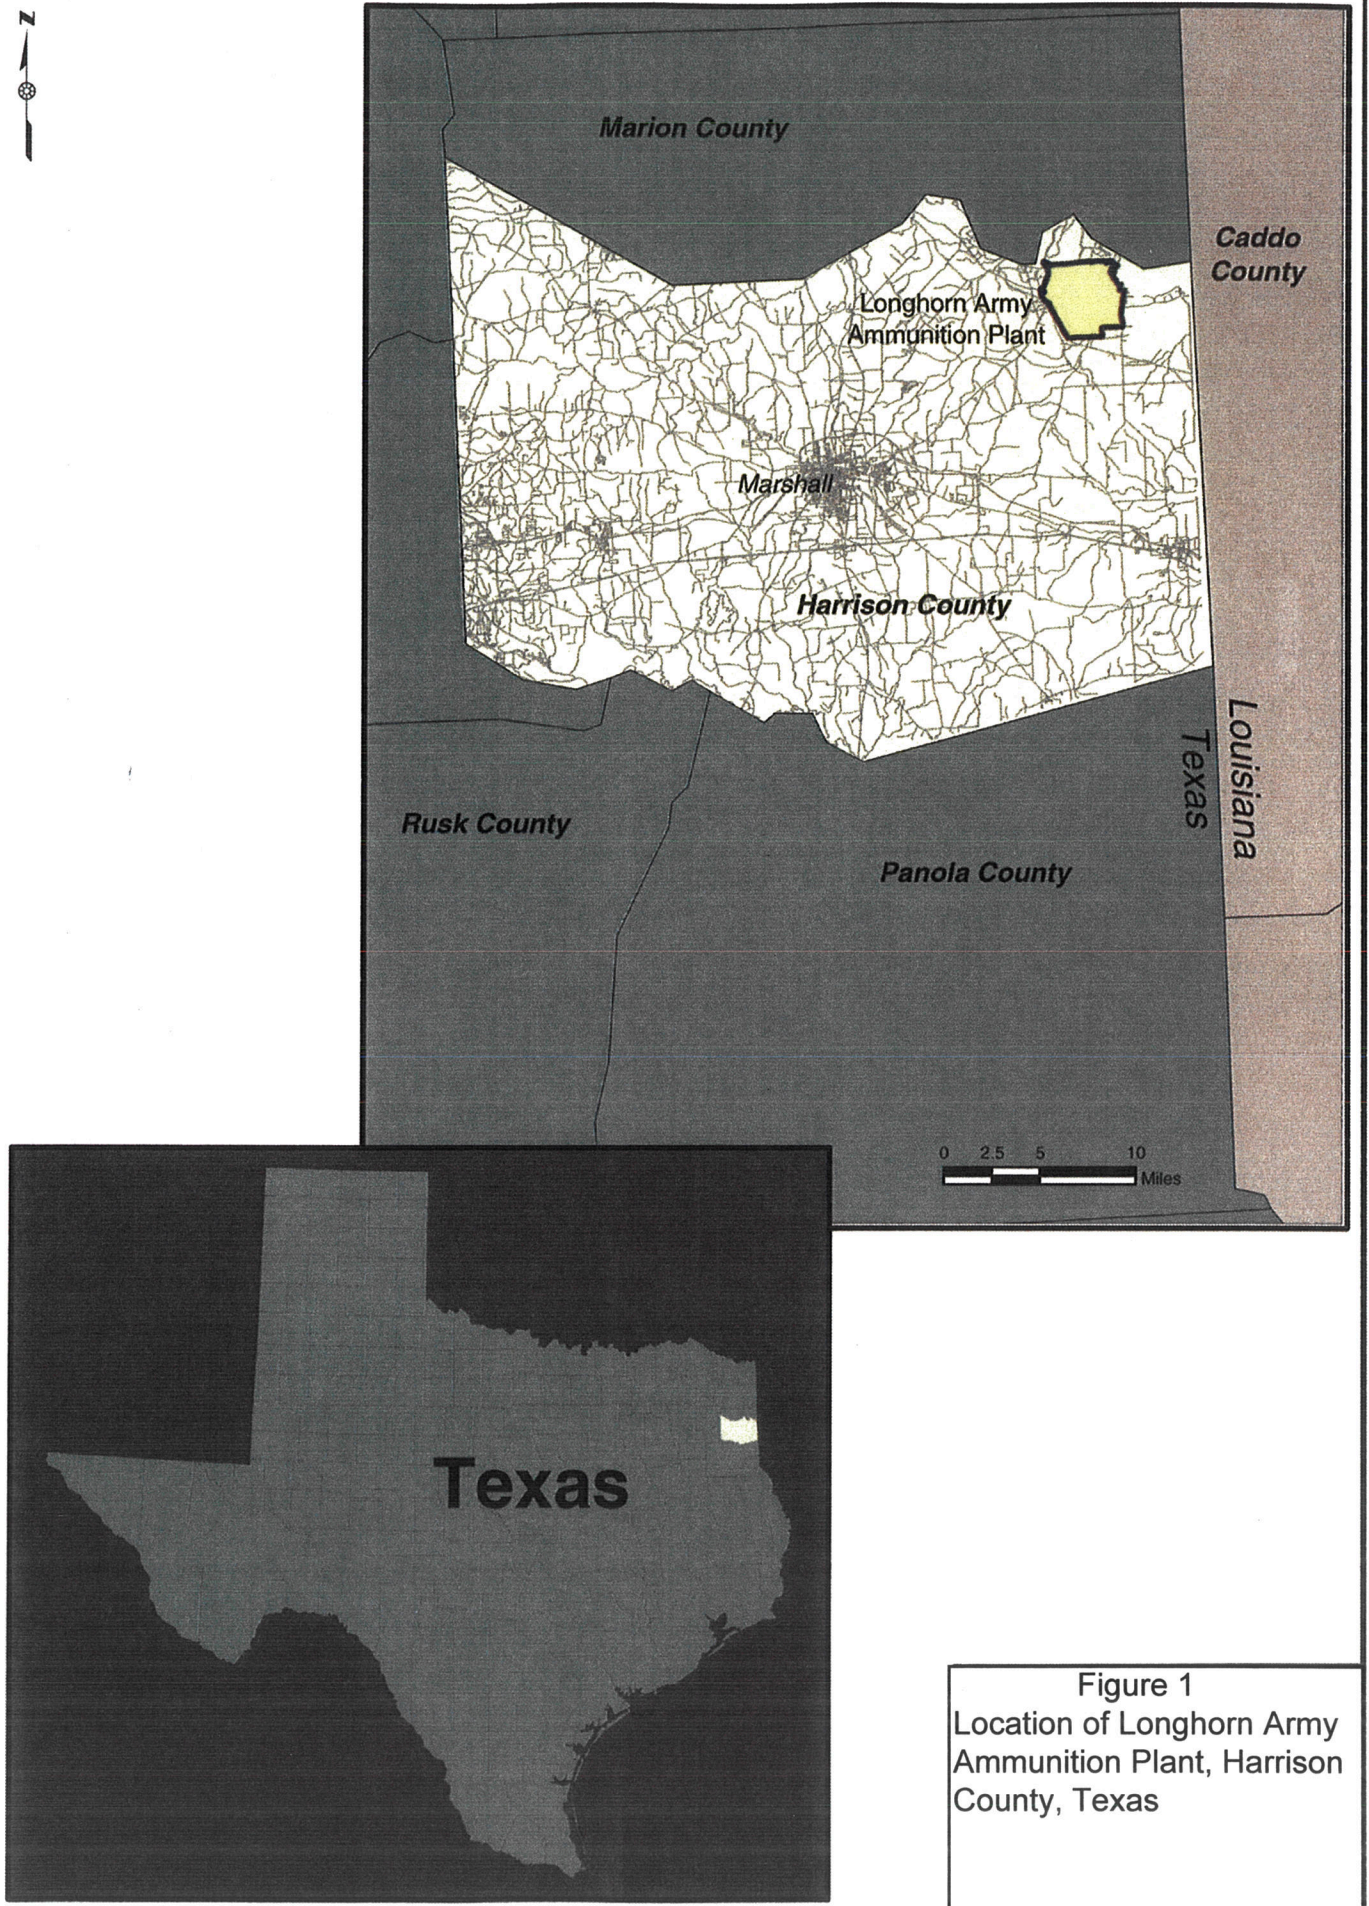 N
Marion County
Caddo
County
Longhorn Army
Ammunition Plant
Marshall
Harrison County
Louisiana
Texas
Rusk County
Panola County
0 2.5 5 10
Miles
Texas
Figure 1
Location of Longhorn Army
Ammunition Plant, Harrison
County, Texas